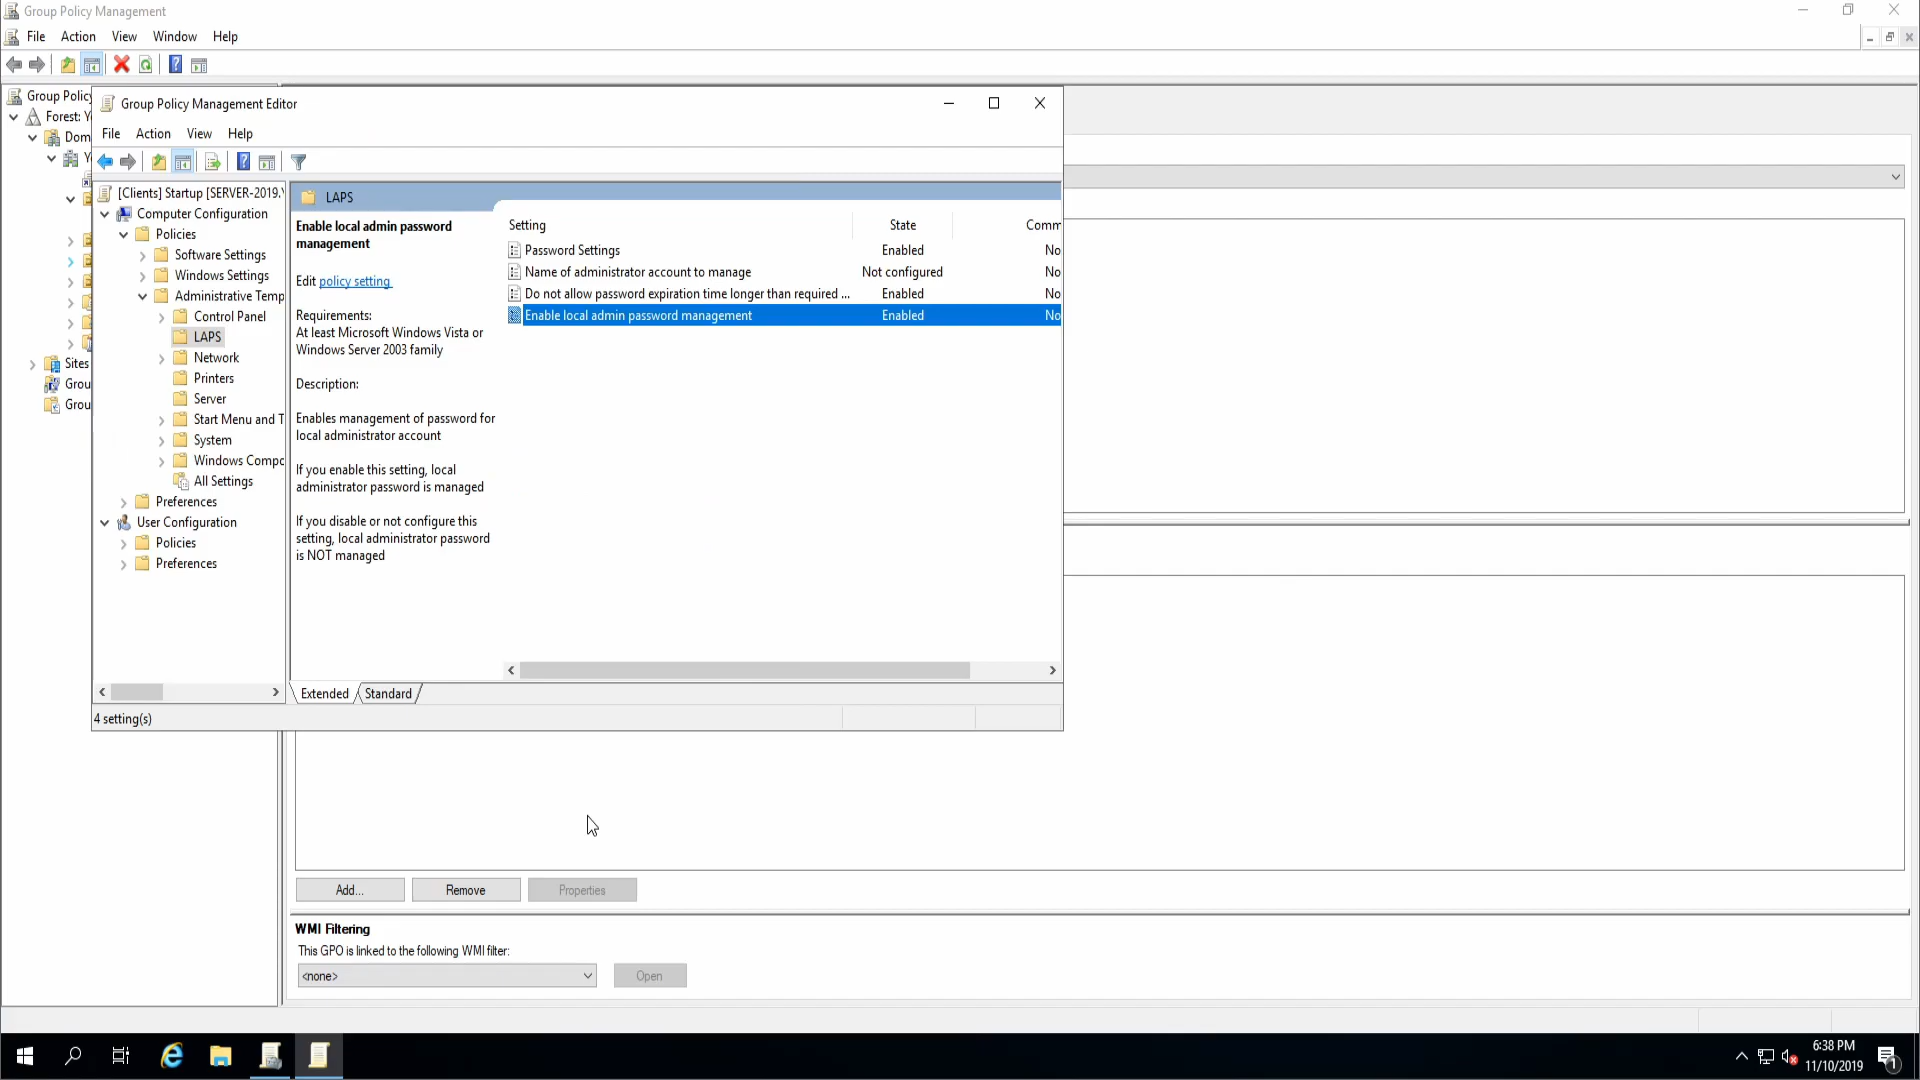 Group Policy Management
File Action View Window Help
Group Policy
Forest: Y
Dom
Y
Sites
Grou
Grou
Group Policy Management Editor
File Action View Help
[Clients] Startup [SERVER-2019.
Computer Configuration
Policies
Software Settings
Windows Settings
Administrative Temp
Control Panel
LAPS
Network
Printers
Server
Start Menu and T
System
Windows Compo
All Settings
Preferences
User Configuration
Policies
Preferences
LAPS
Enable local admin password
management
Edit policy setting
Requirements:
At least Microsoft Windows Vista or
Windows Server 2003 family
Description:
Enables management of password for
local administrator account
If you enable this setting, local
administrator password is managed
If you disable or not configure this
setting, local administrator password
is NOT managed
Setting State Comm
Password Settings Enabled No
Name of administrator account to manage Not configured No
Do not allow password expiration time longer than required ... Enabled No
Enable local admin password management Enabled No
Extended Standard
4 setting(s)
Add... Remove Properties
WMI Filtering
This GPO is linked to the following WMI filter:
<none> Open
6:38 PM
11/10/2019
1